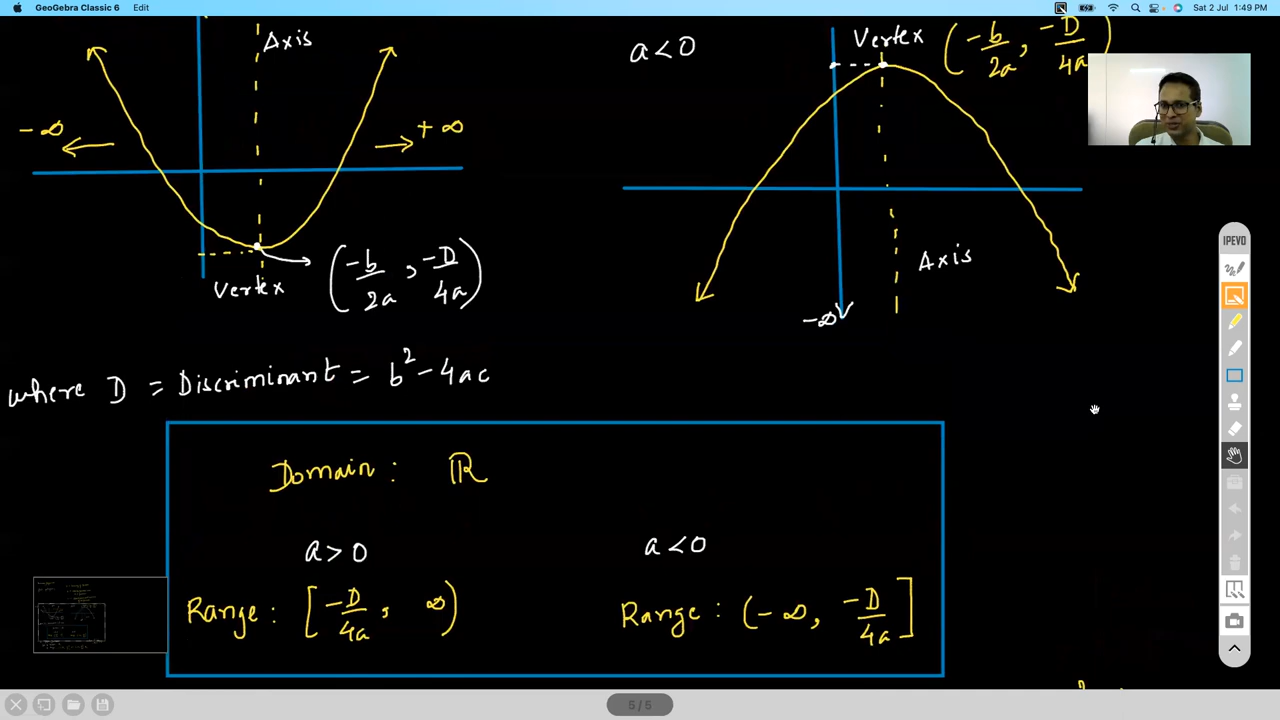 GeoGebra Classic 6 Edit Sat 2 Jul 1:49 PM
Axis
-∞ +∞
Vertex (-b/2a, -D/4a)
a<0 Vertex (-b/2a, -D/4a)
Axis
-∞
where D = Discriminant = b² - 4ac
Domain: ℝ
a>0 a<0
Range: [-D/4a, ∞) Range: (-∞, -D/4a]
IPEVO
5 / 5